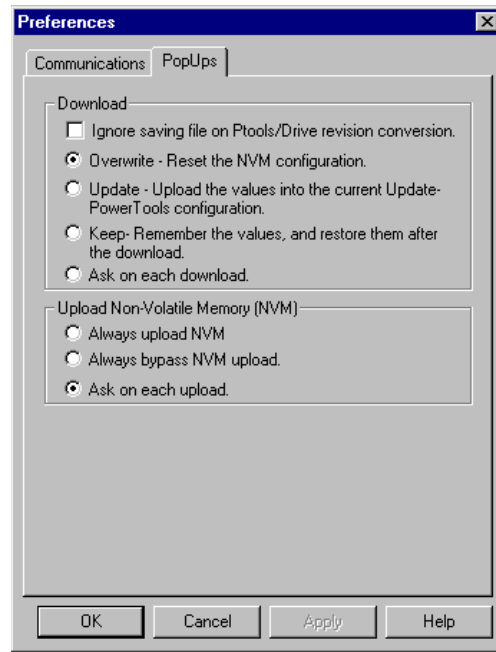 Preferences
Communications
PopUps
Download
Ignore saving file on Ptools/Drive revision conversion.
Overwrite - Reset the NVM configuration.
Update - Upload the values into the current Update-
PowerTools configuration.
Keep- Remember the values, and restore them after
the download.
Ask on each download.
Upload Non-Volatile Memory (NVM)
Always upload NVM
Always bypass NVM upload.
Ask on each upload.
OK
Cancel
Apply
Help